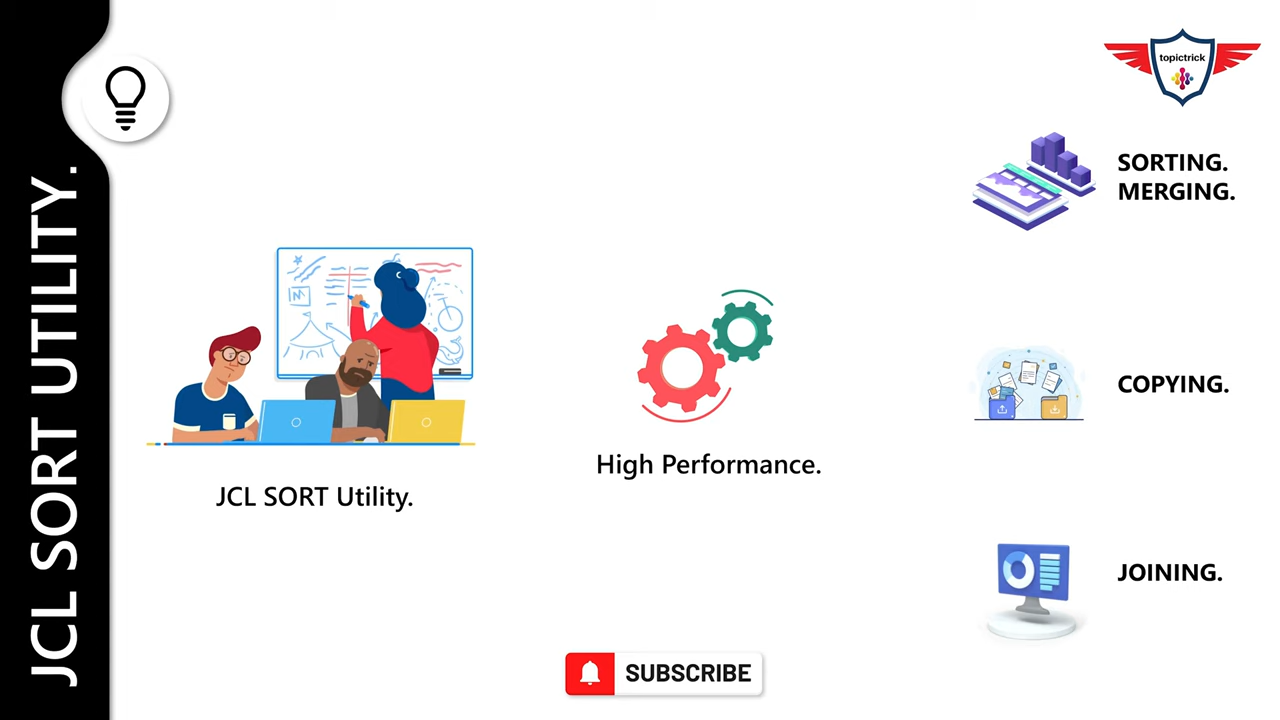 JCL SORT UTILITY.
topictrick
SORTING.
MERGING.
JCL SORT Utility.
High Performance.
COPYING.
JOINING.
SUBSCRIBE